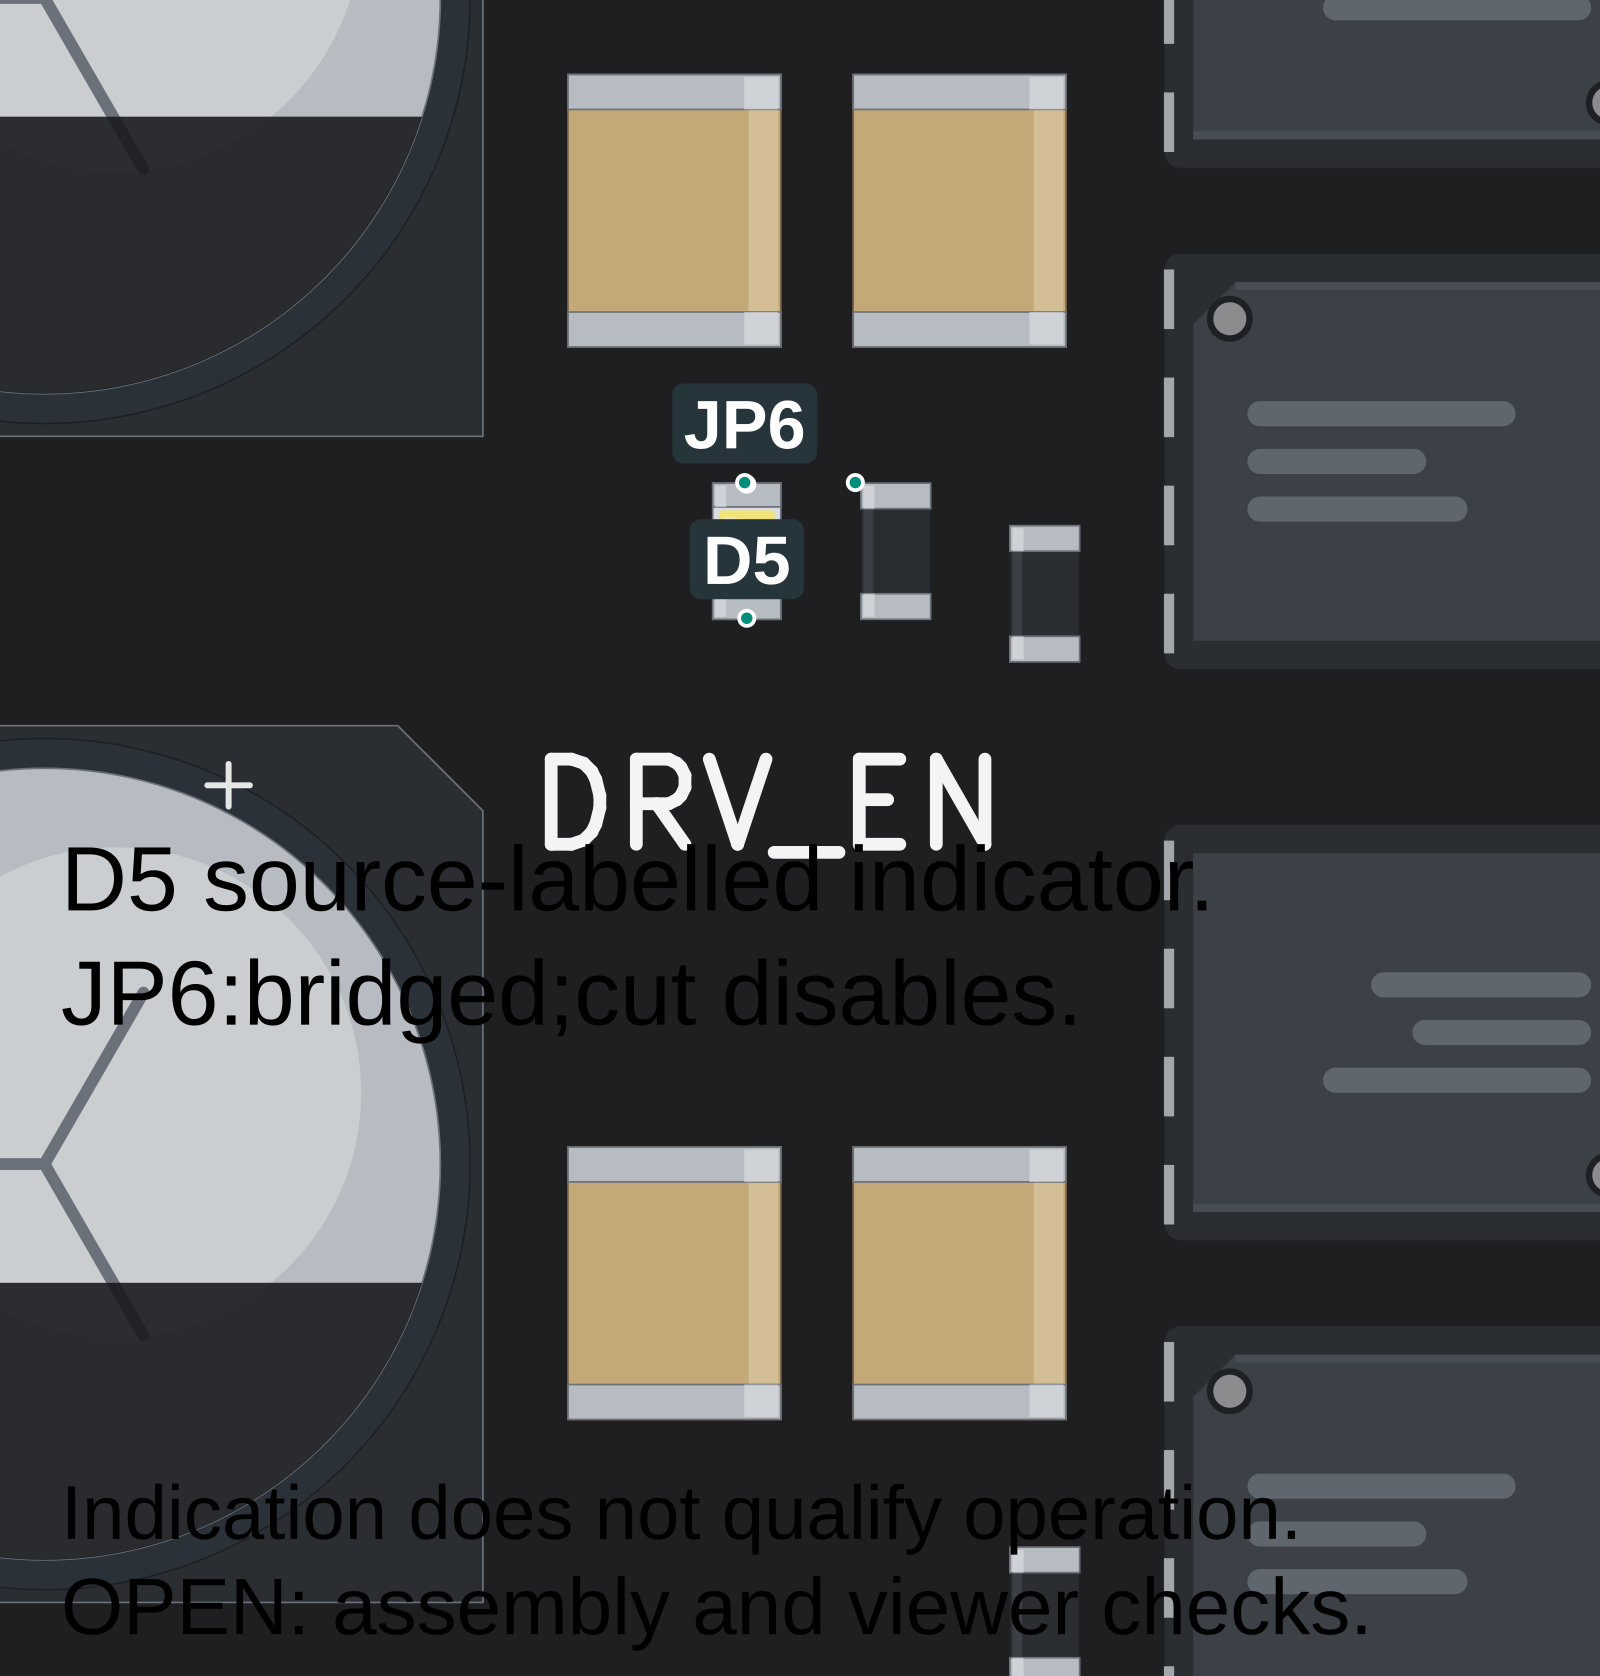 JP6
D5
DRV_EN
D5 source-labelled indicator.
JP6:bridged;cut disables.
Indication does not qualify operation.
OPEN: assembly and viewer checks.